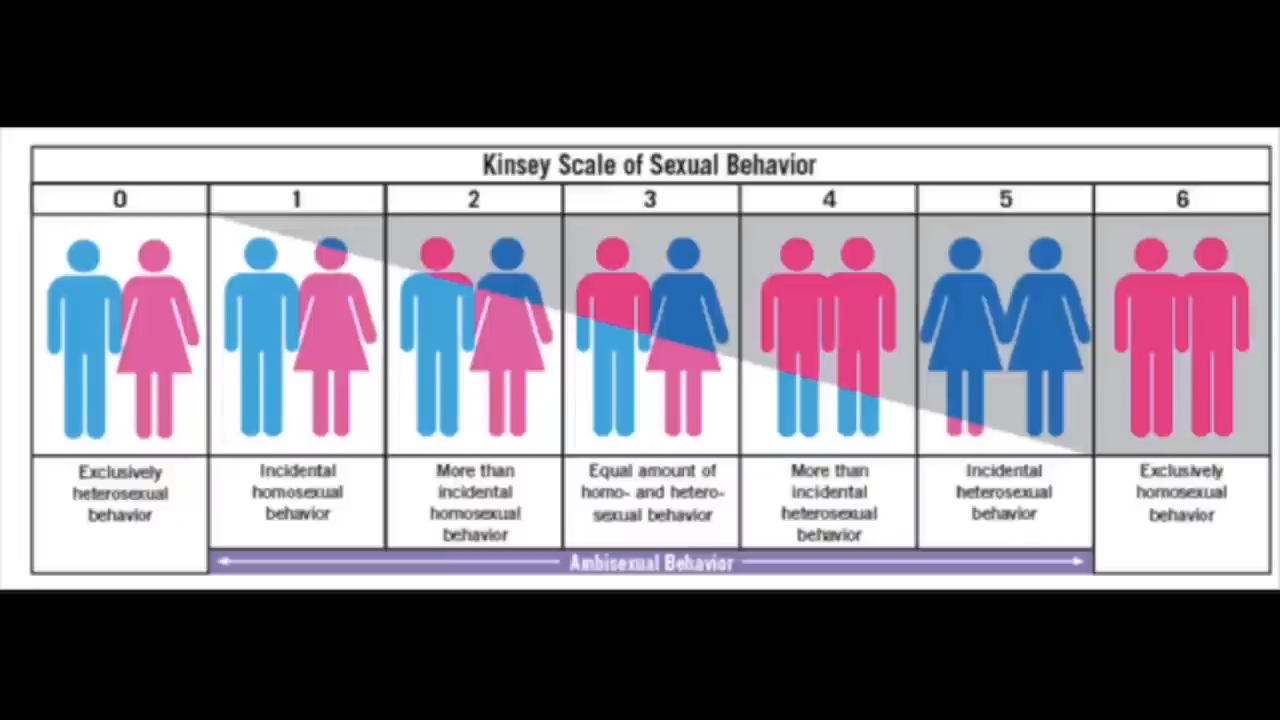 Kinsey Scale of Sexual Behavior
0 1 2 3 4 5 6
Exclusively
heterosexual
behavior
Incidental
homosexual
behavior
More than
incidental
homosexual
behavior
Equal amount of
homo- and hetero-
sexual behavior
More than
incidental
heterosexual
behavior
Incidental
heterosexual
behavior
Exclusively
homosexual
behavior
Ambisexual Behavior